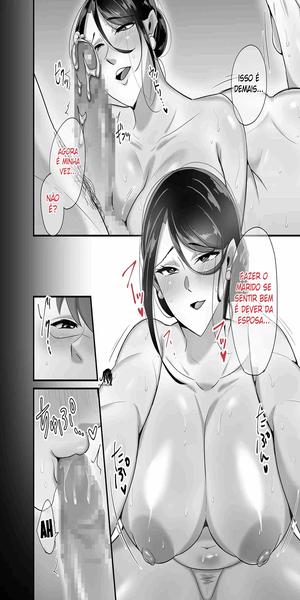 ISSO É
DEMAIS...
AGORA
É MINHA
VEZ...
NÃO
É?
FAZER O
MARIDO SE
SENTIR BEM
É DEVER DA
ESPOSA...
AH